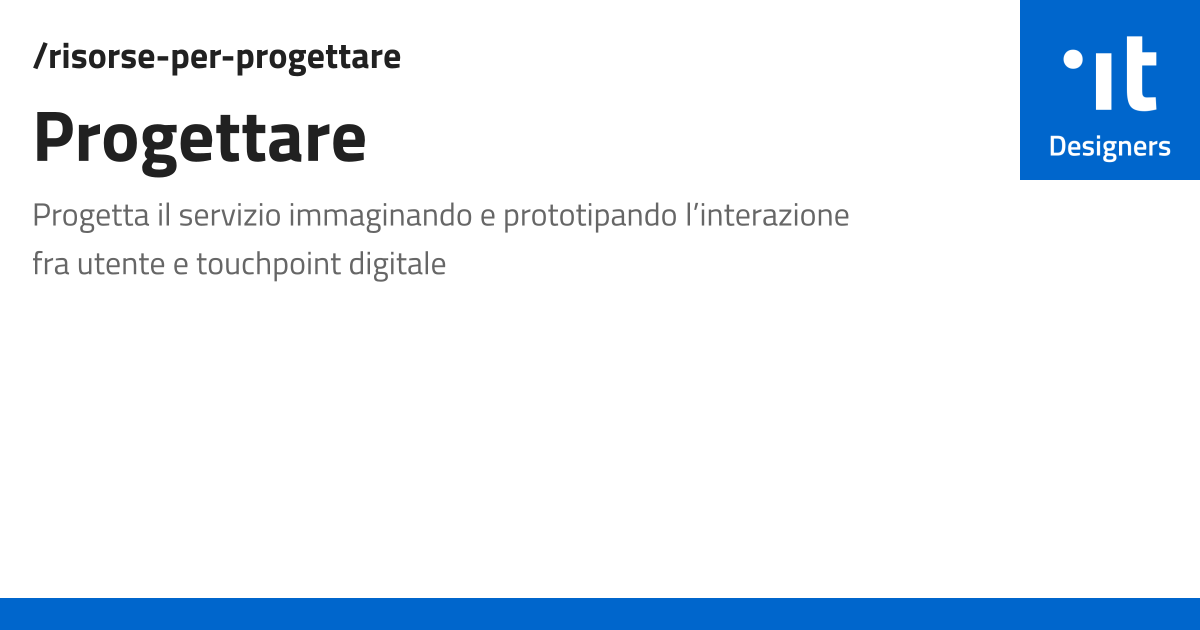 /risorse-per-progettare
Progettare
Progetta il servizio immaginando e prototipando l’interazione
fra utente e touchpoint digitale
it
Designers